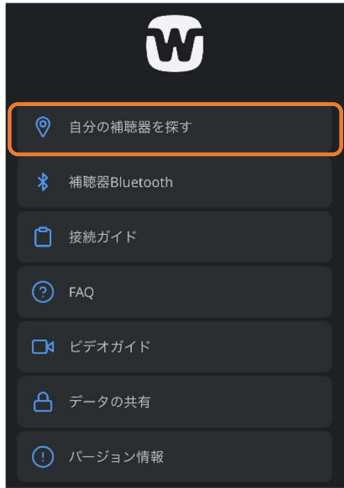 自分の補聴器を探す
補聴器Bluetooth
接続ガイド
FAQ
ビデオガイド
データの共有
バージョン情報